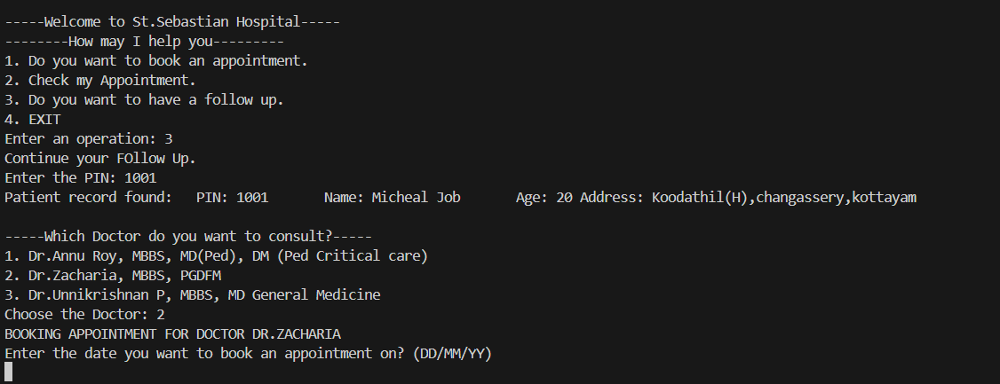 -----Welcome to St.Sebastian Hospital-----
--------How may I help you---------
1. Do you want to book an appointment.
2. Check my Appointment.
3. Do you want to have a follow up.
4. EXIT
Enter an operation: 3
Continue your FOllow Up.
Enter the PIN: 1001
Patient record found:   PIN: 1001       Name: Micheal Job       Age: 20 Address: Koodathil(H),changassery,kottayam
-----Which Doctor do you want to consult?-----
1. Dr.Annu Roy, MBBS, MD(Ped), DM (Ped Critical care)
2. Dr.Zacharia, MBBS, PGDFM
3. Dr.Unnikrishnan P, MBBS, MD General Medicine
Choose the Doctor: 2
BOOKING APPOINTMENT FOR DOCTOR DR.ZACHARIA
Enter the date you want to book an appointment on? (DD/MM/YY)